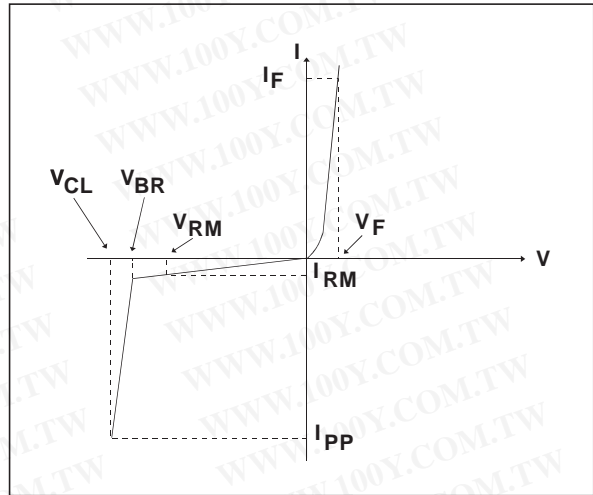 I
I_F
V_CL
V_BR
V_RM
V_F
V
I_RM
I_PP
WWW.100Y.COM.TW